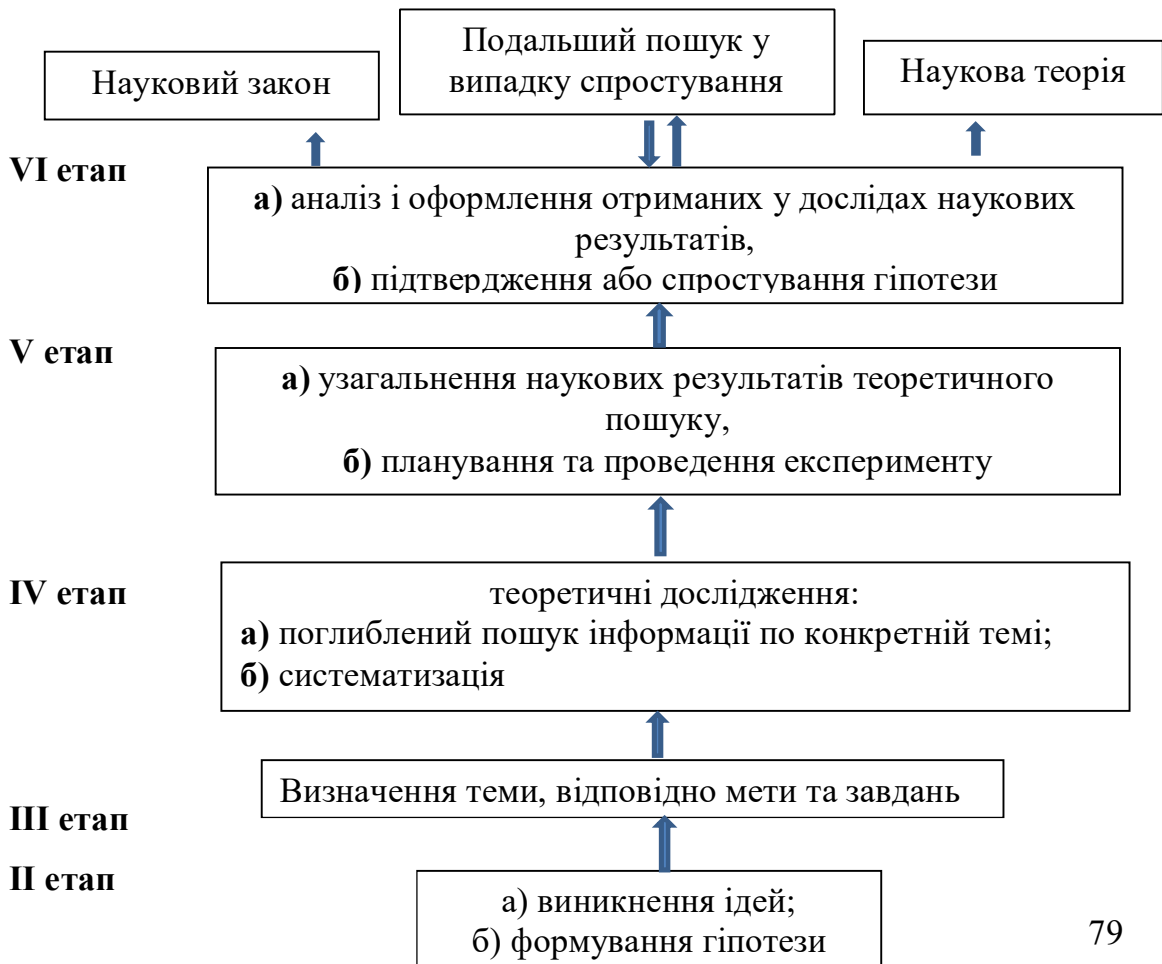 Науковий закон
Подальший пошук у
випадку спростування
Наукова теорія
VI етап
а) аналіз і оформлення отриманих у дослідах наукових
результатів,
б) підтвердження або спростування гіпотези
V етап
а) узагальнення наукових результатів теоретичного
пошуку,
б) планування та проведення експерименту
IV етап
теоретичні дослідження:
а) поглиблений пошук інформації по конкретній темі;
б) систематизація
Визначення теми, відповідно мети та завдань
III етап
II етап
а) виникнення ідей;
б) формування гіпотези
79